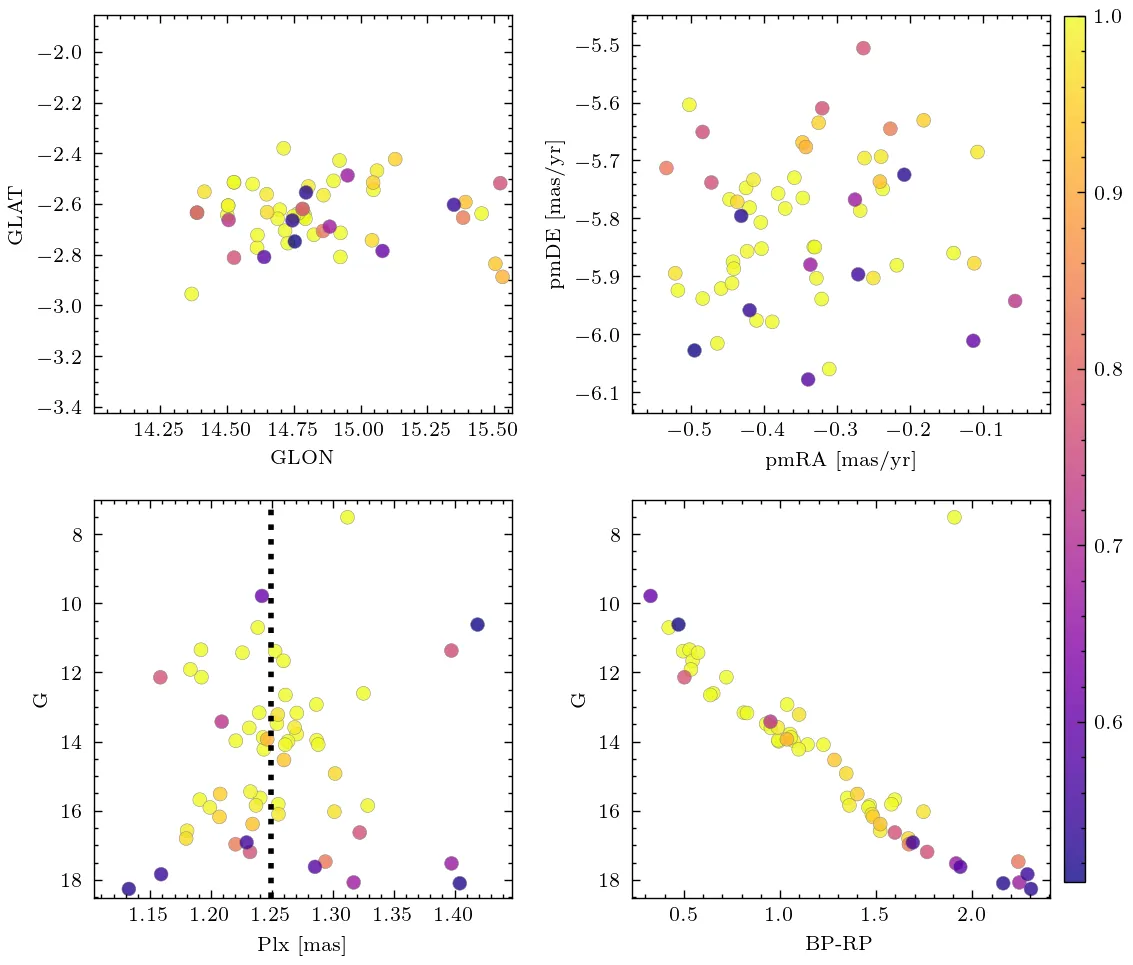 −2.0
−2.2
−2.4
−2.6
−2.8
−3.0
−3.2
−3.4
GLAT
14.25 14.50 14.75 15.00 15.25 15.50
GLON
−5.5
−5.6
−5.7
−5.8
−5.9
−6.0
−6.1
pmDE [mas/yr]
−0.5 −0.4 −0.3 −0.2 −0.1
pmRA [mas/yr]
1.0
0.9
0.8
0.7
0.6
8
10
12
14
16
18
G
1.15 1.20 1.25 1.30 1.35 1.40
Plx [mas]
8
10
12
14
16
18
G
0.5 1.0 1.5 2.0
BP-RP